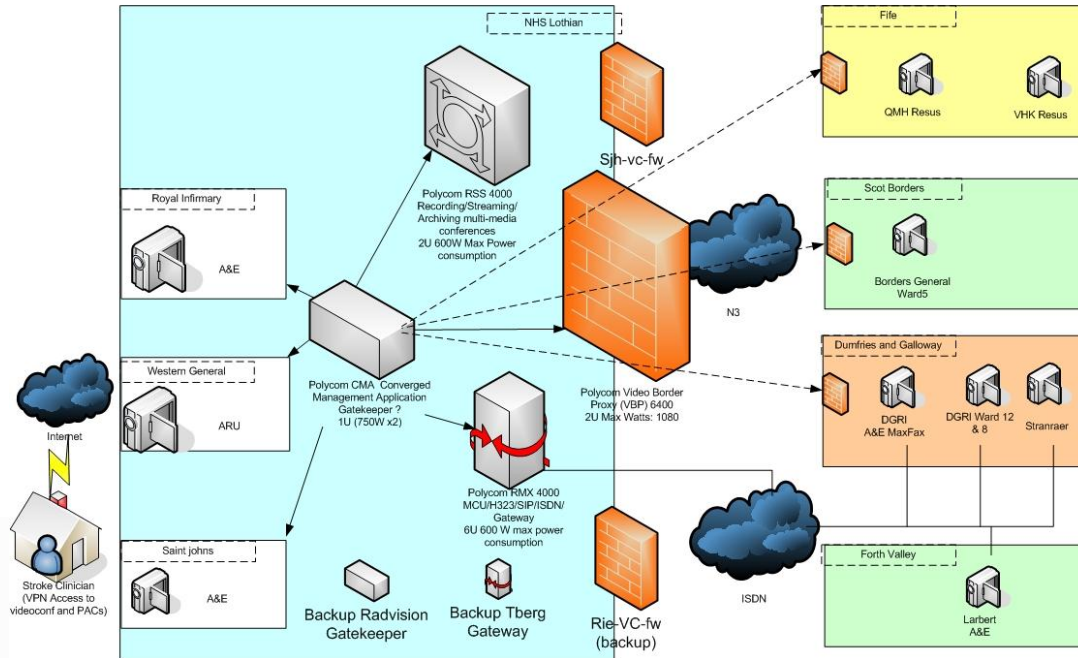 NHS Lothian
Fife
QMH Resus
VHK Resus
Sjh-vc-fw
Polycom RSS 4000
Recording/Streaming/
Archiving multi-media
conferences
2U 600W Max Power
consumption
Royal Infirmary
A&E
Scot Borders
Borders General
Ward5
N3
Western General
ARU
Internet
Polycom CMA Converged
Management Application
Gatekeeper ?
1U (750W x2)
Polycom Video Border
Proxy (VBP) 6400
2U Max Watts: 1080
Dumfries and Galloway
DGRI
A&E MaxFax
DGRI Ward 12
& 8
Stranraer
Polycom RMX 4000
MCU/H323/SIP/ISDN/
Gateway
6U 600 W max power
consumption
Saint johns
A&E
Stroke Clinician
(VPN Access to
videoconf and PACs)
Backup Radvision
Gatekeeper
Backup Tberg
Gateway
Rie-VC-fw
(backup)
ISDN
Forth Valley
Larbert
A&E